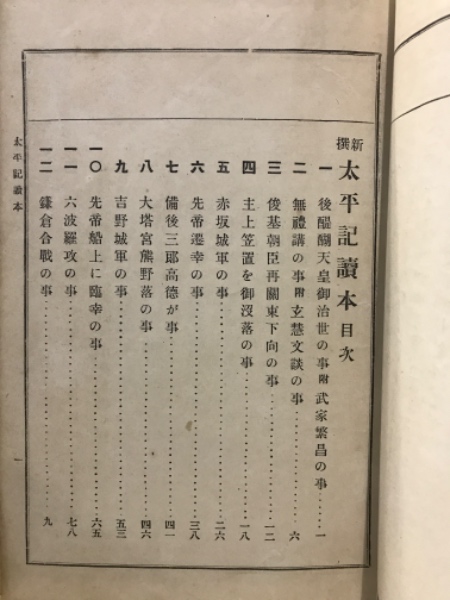 新撰太平記讀本目次
一 後醍醐天皇御治世の事附武家繁昌の事……一
二 無禮講の事附玄慧文談の事……六
三 俊基朝臣再關東下向の事……一二
四 主上笠置を御沒落の事……一八
五 赤坂城軍の事……二六
六 先帝遷幸の事……三八
七 備後三郎高德が事……四一
八 大塔宮熊野落の事……四六
九 吉野城軍の事……五三
一〇 先帝船上に臨幸の事……六五
一一 六波羅攻の事……七八
一二 鎌倉合戰の事……九
太平記讀本
一